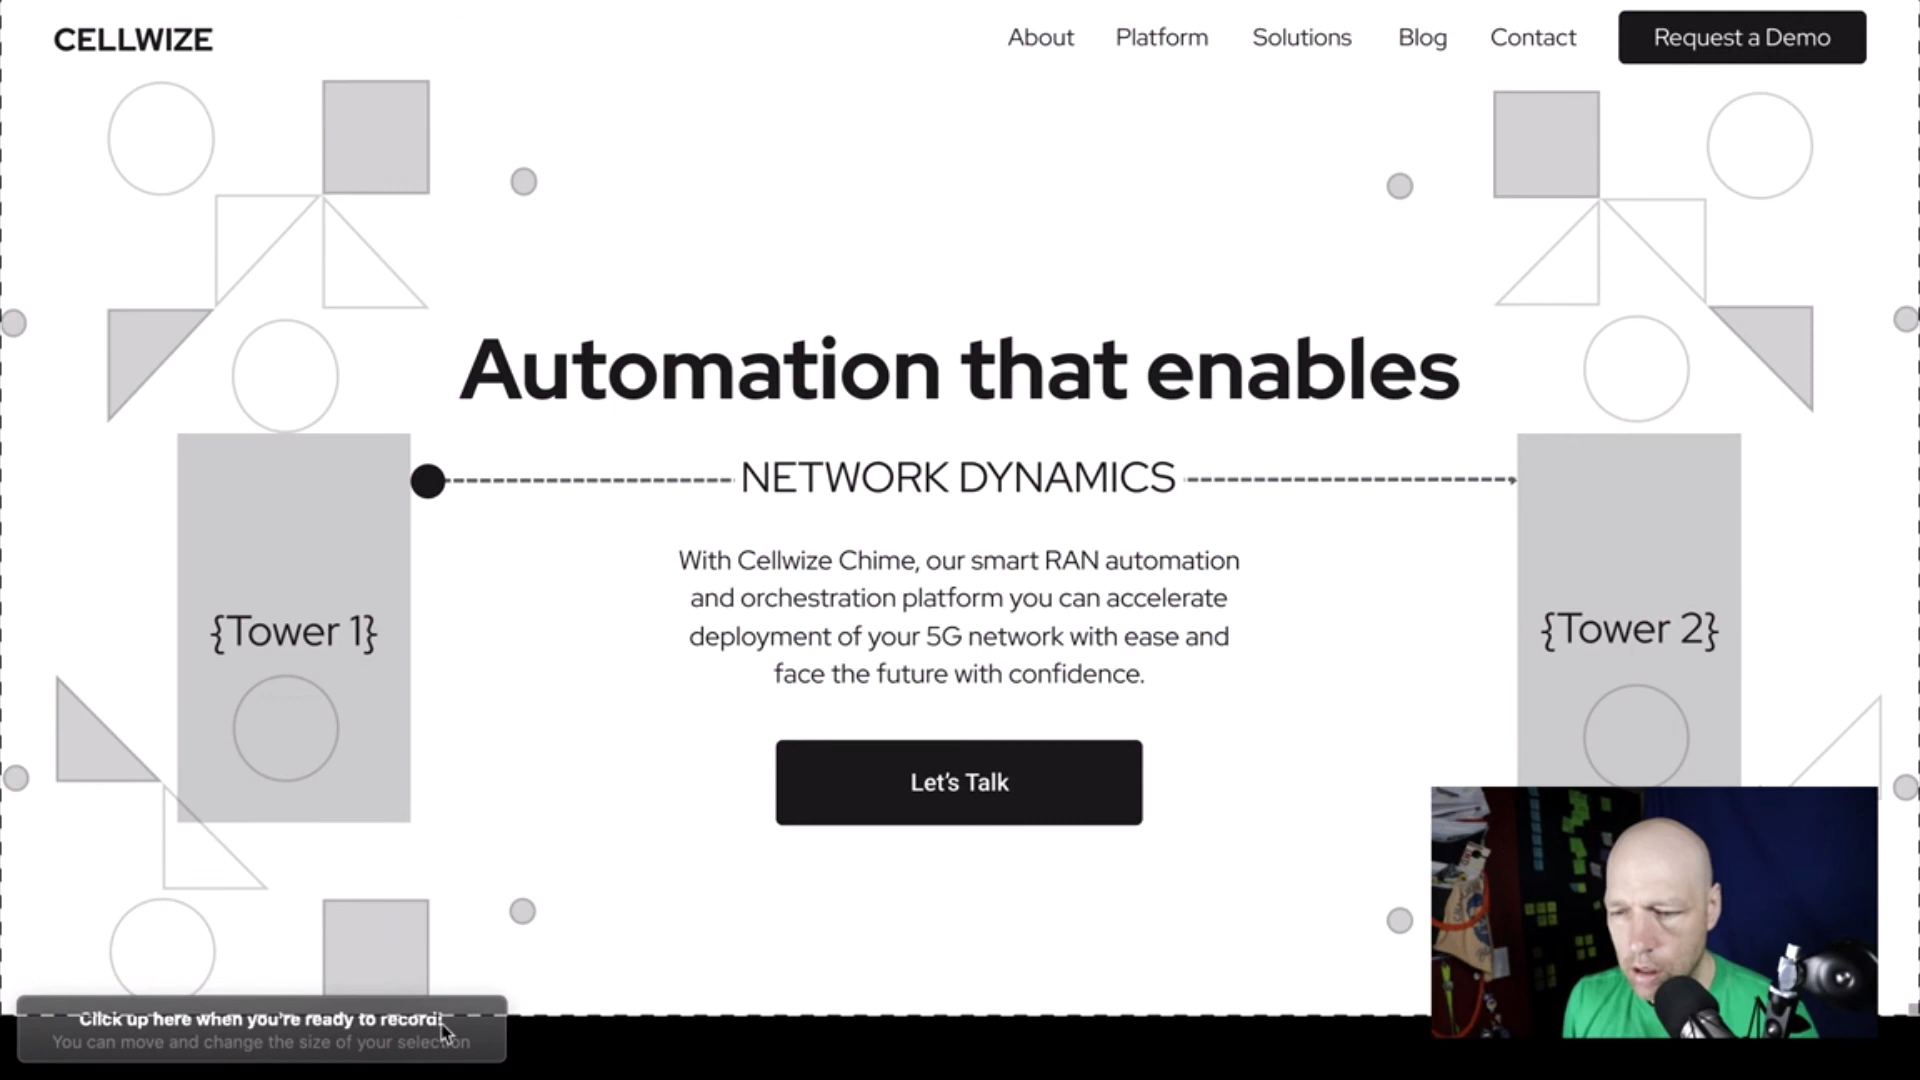 CELLWIZE
About Platform Solutions Blog Contact Request a Demo
Automation that enables
NETWORK DYNAMICS
With Cellwize Chime, our smart RAN automation
and orchestration platform you can accelerate
deployment of your 5G network with ease and
face the future with confidence.
{Tower 1}
{Tower 2}
Let's Talk
Click up here when you're ready to record!
You can move and change the size of your selection